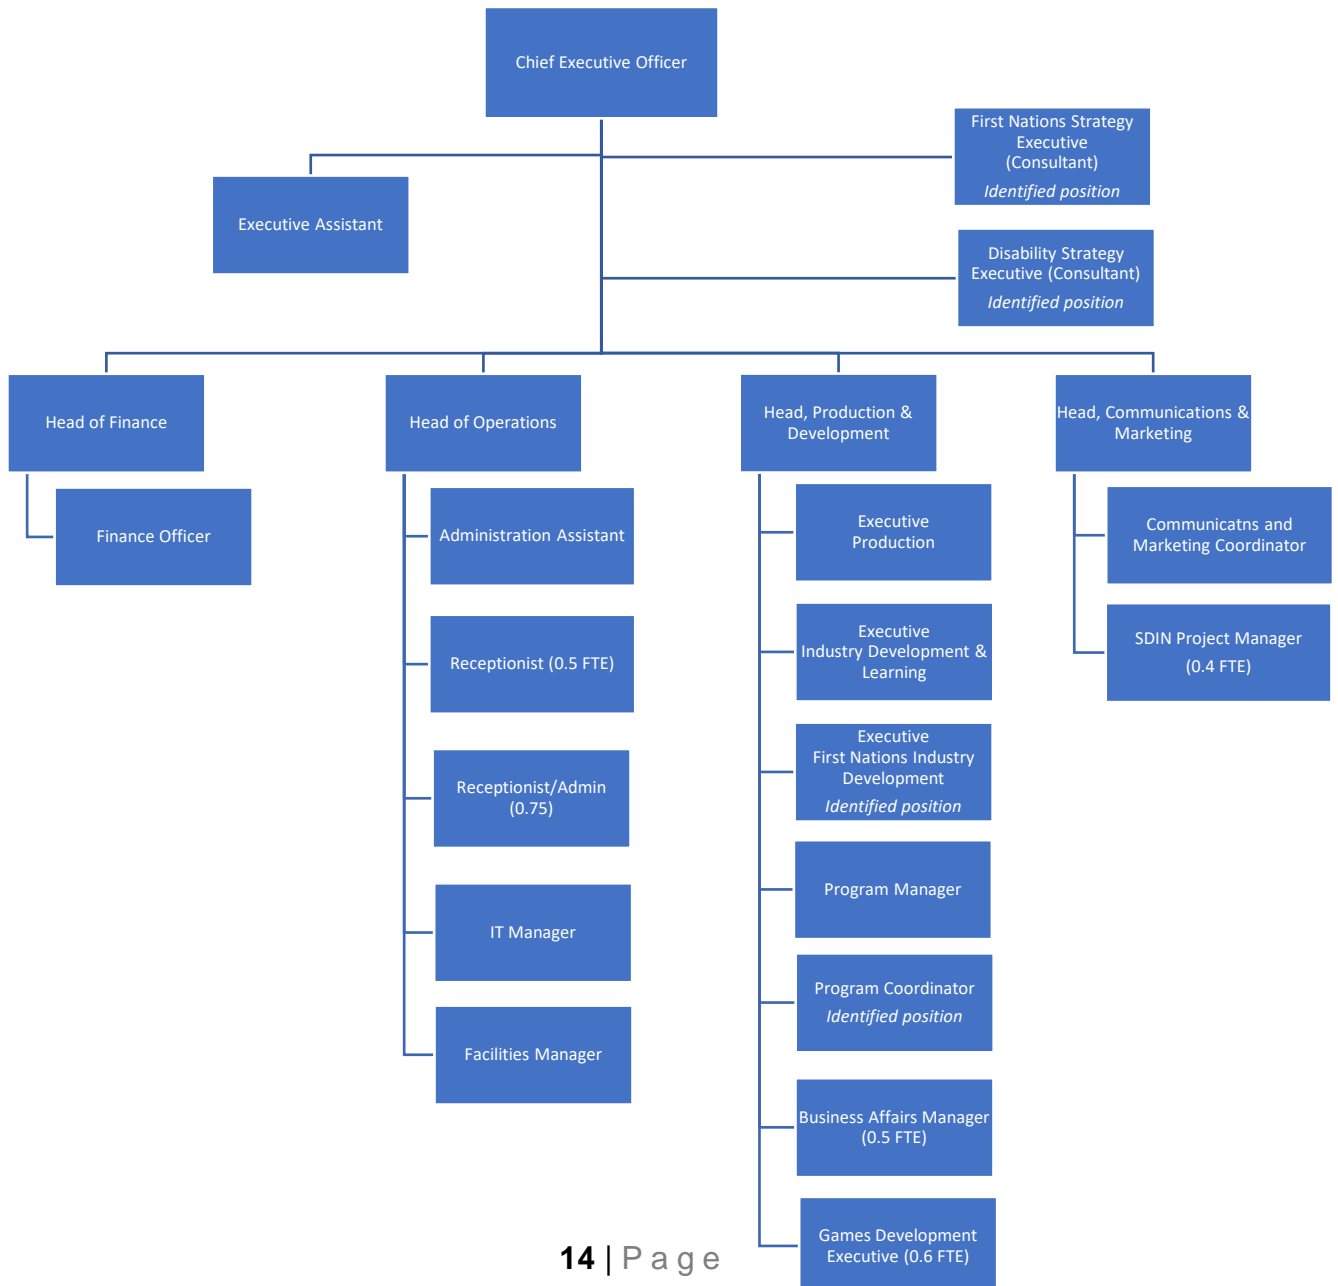 Chief Executive Officer
First Nations Strategy
Executive
(Consultant)
Identified position
Executive Assistant
Disability Strategy
Executive (Consultant)
Identified position
Head of Finance
Head of Operations
Head, Production &
Development
Head, Communications &
Marketing
Finance Officer
Administration Assistant
Receptionist (0.5 FTE)
Receptionist/Admin
(0.75)
IT Manager
Facilities Manager
Executive
Production
Executive
Industry Development &
Learning
Executive
First Nations Industry
Development
Identified position
Program Manager
Program Coordinator
Identified position
Business Affairs Manager
(0.5 FTE)
Games Development
Executive (0.6 FTE)
Communicatns and
Marketing Coordinator
SDIN Project Manager
(0.4 FTE)
14 | Page